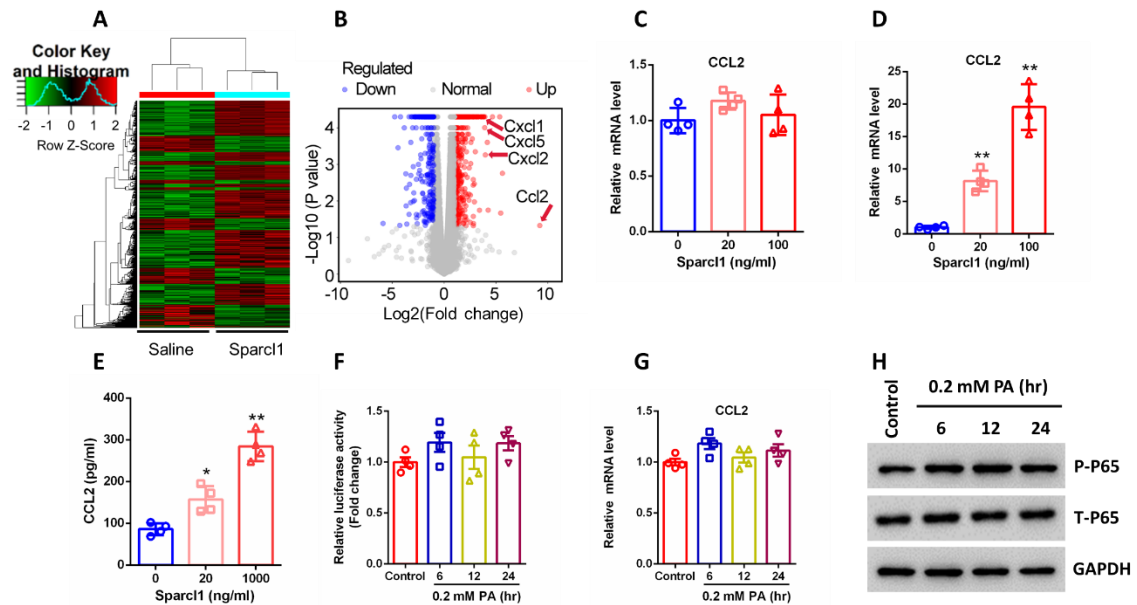 A
Color Key
and Histogram
-2 -1 0 1 2
Row Z-Score
Saline Sparcl1
B
Regulated
Down Normal Up
Cxcl1
Cxcl5
Cxcl2
Ccl2
-Log10 (P value)
4
3
2
1
0
-10 -5 0 5 10
Log2(Fold change)
C
CCL2
Relative mRNA level
1.5
1.0
0.5
0.0
0 20 100
Sparcl1 (ng/ml)
D
CCL2
Relative mRNA level
25
20
15
10
5
0
**
**
0 20 100
Sparcl1 (ng/ml)
E
CCL2 (pg/ml)
400
300
200
100
0
*
**
0 20 1000
Sparcl1 (ng/ml)
F
Relative luciferase activity
(Fold change)
1.5
1.0
0.5
0.0
Control 6 12 24
0.2 mM PA (hr)
G
CCL2
Relative mRNA level
1.5
1.0
0.5
0.0
Control 6 12 24
0.2 mM PA (hr)
H
Control
0.2 mM PA (hr)
6 12 24
P-P65
T-P65
GAPDH